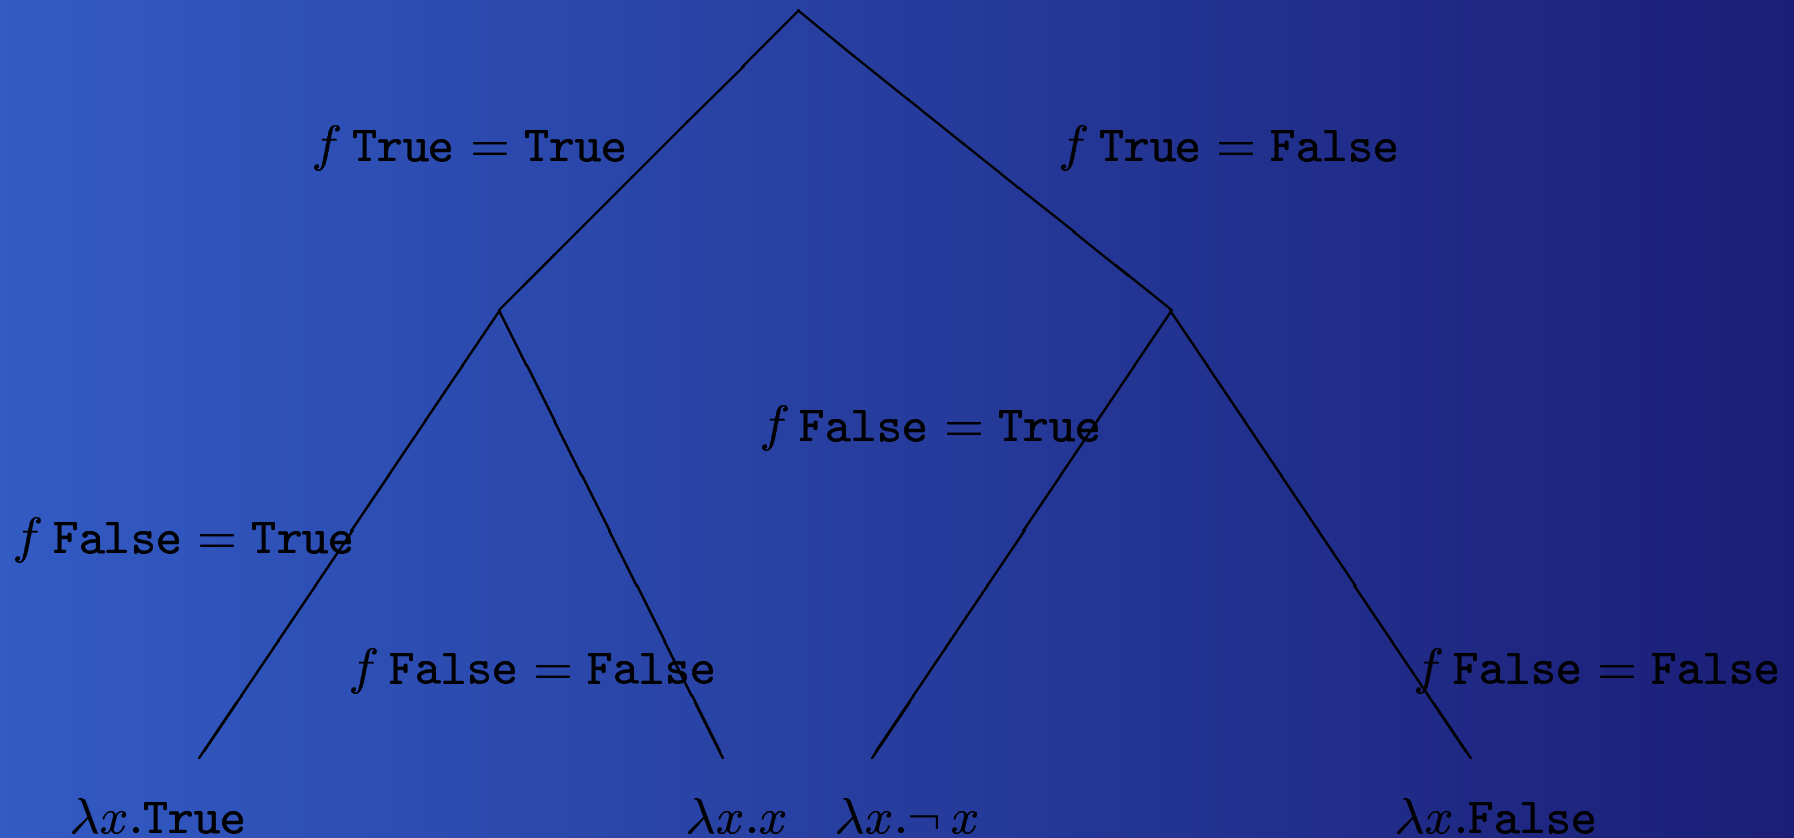 f True = True
f True = False
f False = True
f False = True
f False = False
f False = False
λx.True
λx.x
λx.¬ x
λx.False